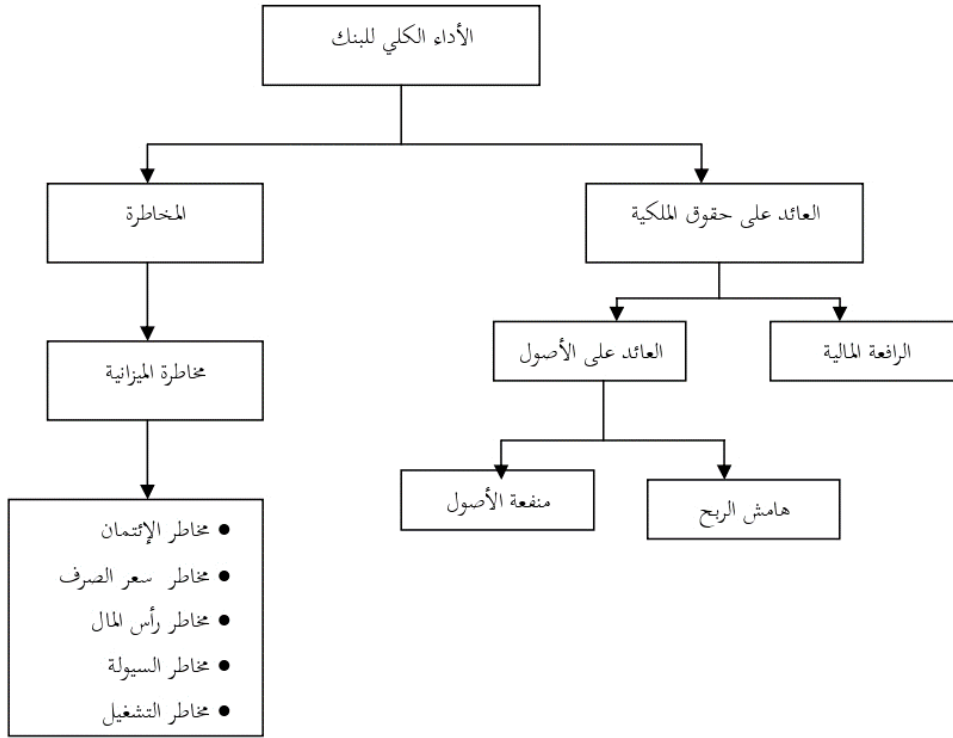 الأداء الكلي للبنك
العائد على حقوق الملكية
المخاطرة
الرافعة المالية
العائد على الأصول
مخاطرة الميزانية
هامش الربح
منفعة الأصول
● مخاطر الإئتمان
● مخاطر سعر الصرف
● مخاطر رأس المال
● مخاطر السيولة
● مخاطر التشغيل